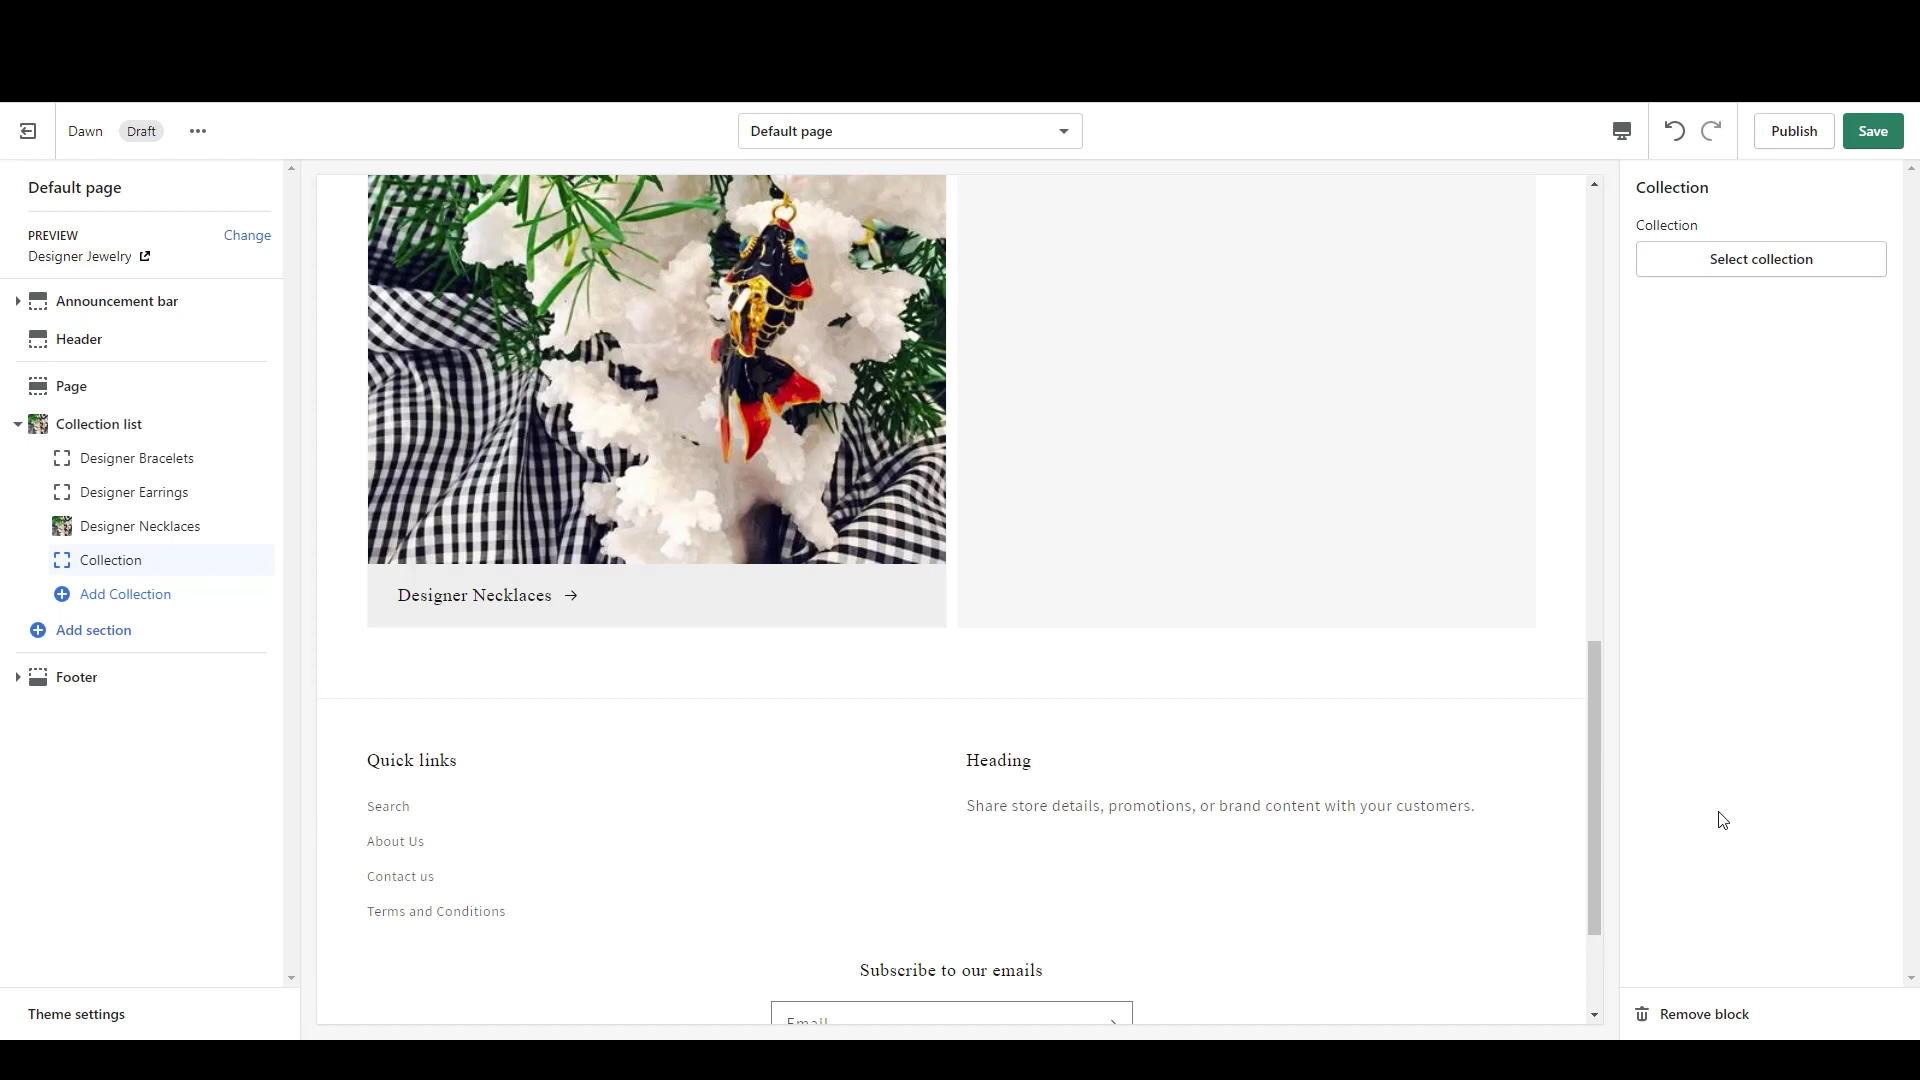 Dawn Draft Default page Publish Save
Default page
PREVIEW Change
Designer Jewelry
Announcement bar
Header
Page
Collection list
Designer Bracelets
Designer Earrings
Designer Necklaces
Collection
Add Collection
Add section
Footer
Theme settings
Designer Necklaces →
Quick links
Search
About Us
Contact us
Terms and Conditions
Heading
Share store details, promotions, or brand content with your customers.
Subscribe to our emails
Email
Collection
Collection
Select collection
Remove block